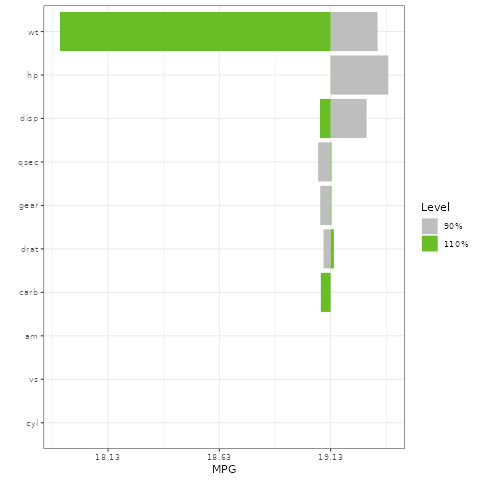 wt
hp
disp
qsec
gear
drat
carb
am
vs
cyl
18.13 18.63 19.13
MPG
Level
90%
110%